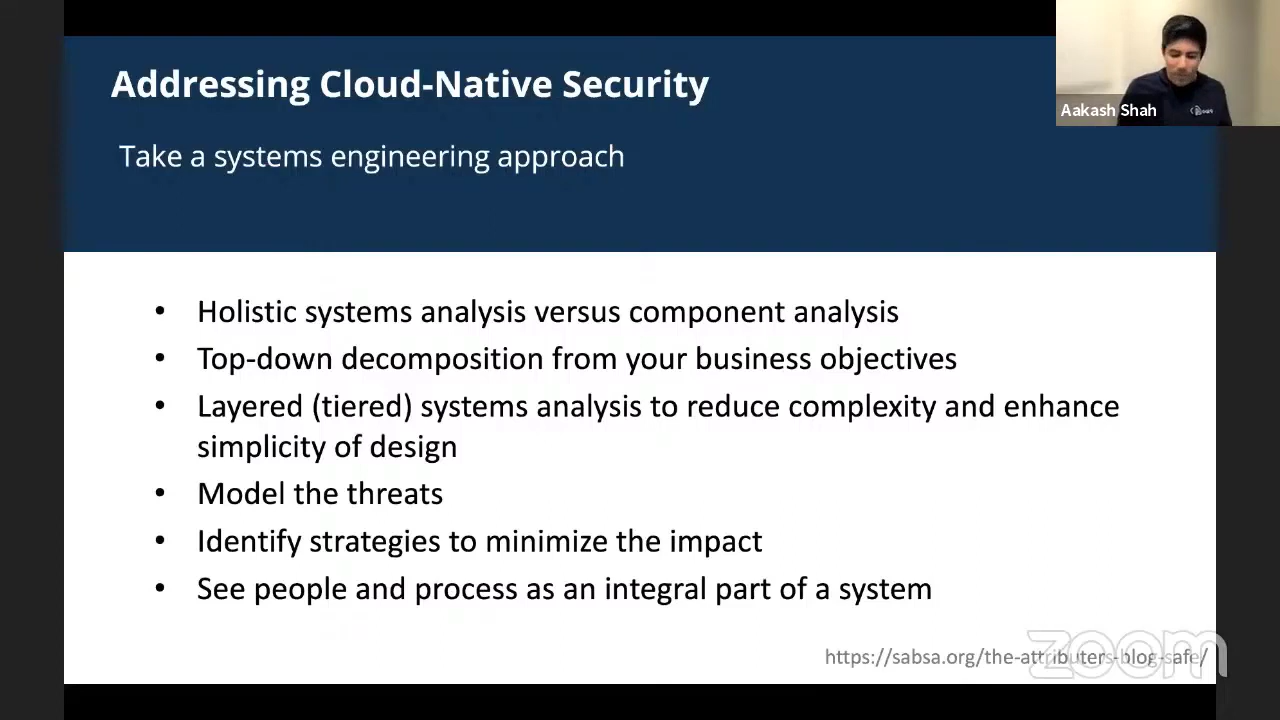 Addressing Cloud-Native Security
Aakash Shah
Take a systems engineering approach
• Holistic systems analysis versus component analysis
• Top-down decomposition from your business objectives
• Layered (tiered) systems analysis to reduce complexity and enhance
simplicity of design
• Model the threats
• Identify strategies to minimize the impact
• See people and process as an integral part of a system
https://sabsa.org/the-attributers-blog-safe/
zoom